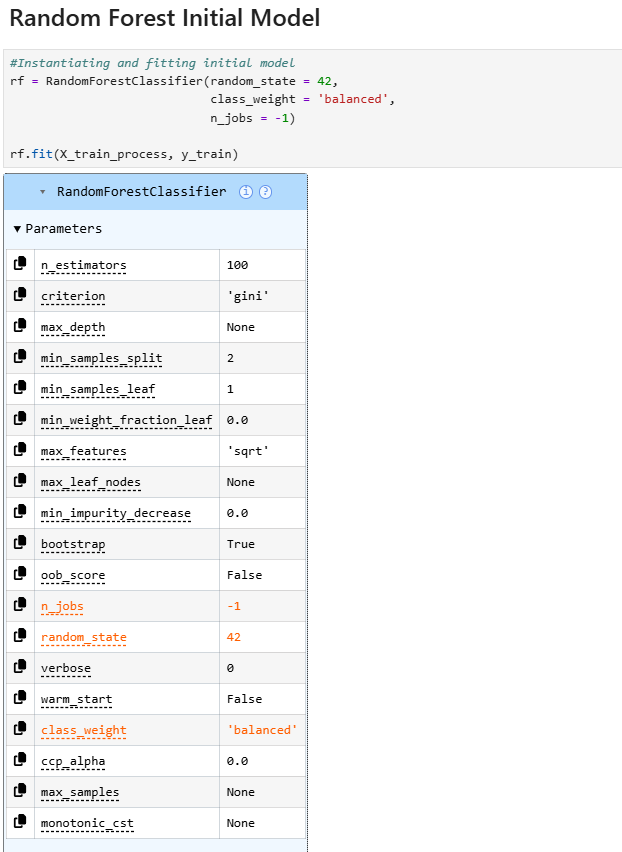 Random Forest Initial Model
#Instantiating and fitting initial model
rf = RandomForestClassifier(random_state = 42,
class_weight = 'balanced',
n_jobs = -1)
rf.fit(X_train_process, y_train)
▾ RandomForestClassifier i ?
▼ Parameters
n_estimators 100
criterion 'gini'
max_depth None
min_samples_split 2
min_samples_leaf 1
min_weight_fraction_leaf 0.0
max_features 'sqrt'
max_leaf_nodes None
min_impurity_decrease 0.0
bootstrap True
oob_score False
n_jobs -1
random_state 42
verbose 0
warm_start False
class_weight 'balanced'
ccp_alpha 0.0
max_samples None
monotonic_cst None